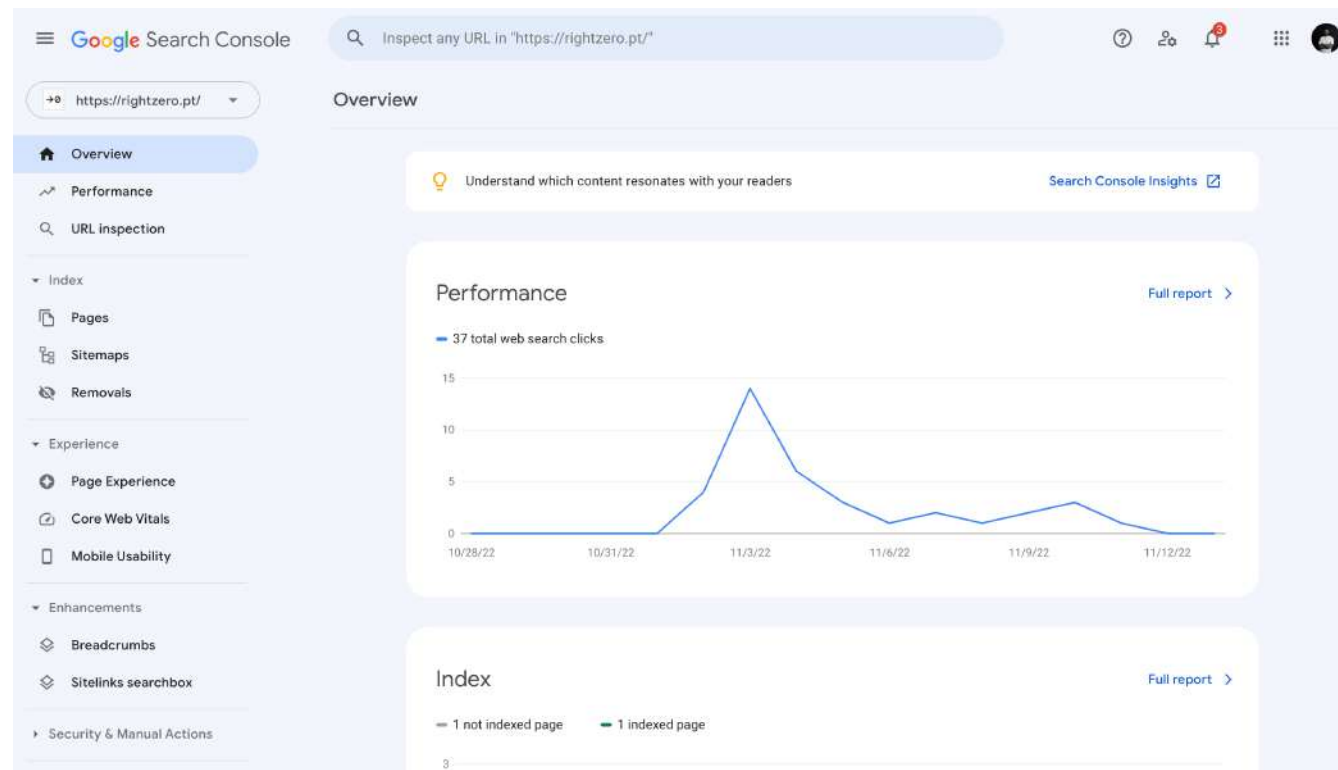 Google Search Console
Inspect any URL in "https://rightzero.pt/"
3
→0 https://rightzero.pt/
Overview
Overview
Performance
URL inspection
Index
Pages
Sitemaps
Removals
Experience
Page Experience
Core Web Vitals
Mobile Usability
Enhancements
Breadcrumbs
Sitelinks searchbox
Security & Manual Actions
Understand which content resonates with your readers
Search Console Insights
Performance
Full report
37 total web search clicks
15
10
5
0
10/28/22 10/31/22 11/3/22 11/6/22 11/9/22 11/12/22
Index
Full report
1 not indexed page 1 indexed page
3